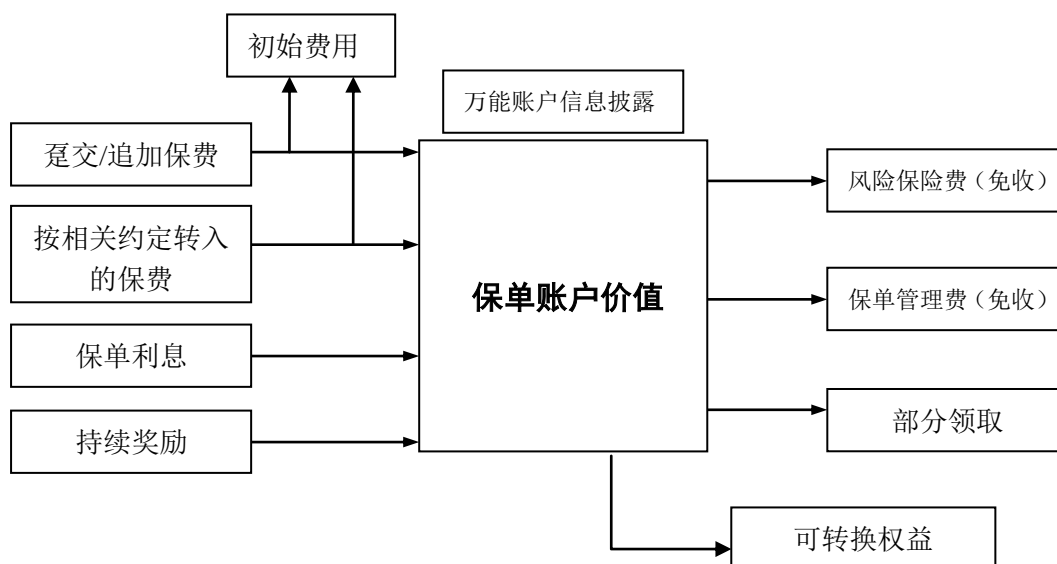 初始费用
万能账户信息披露
趸交/追加保费
按相关约定转入
的保费
保单利息
持续奖励
保单账户价值
风险保险费（免收）
保单管理费（免收）
部分领取
可转换权益